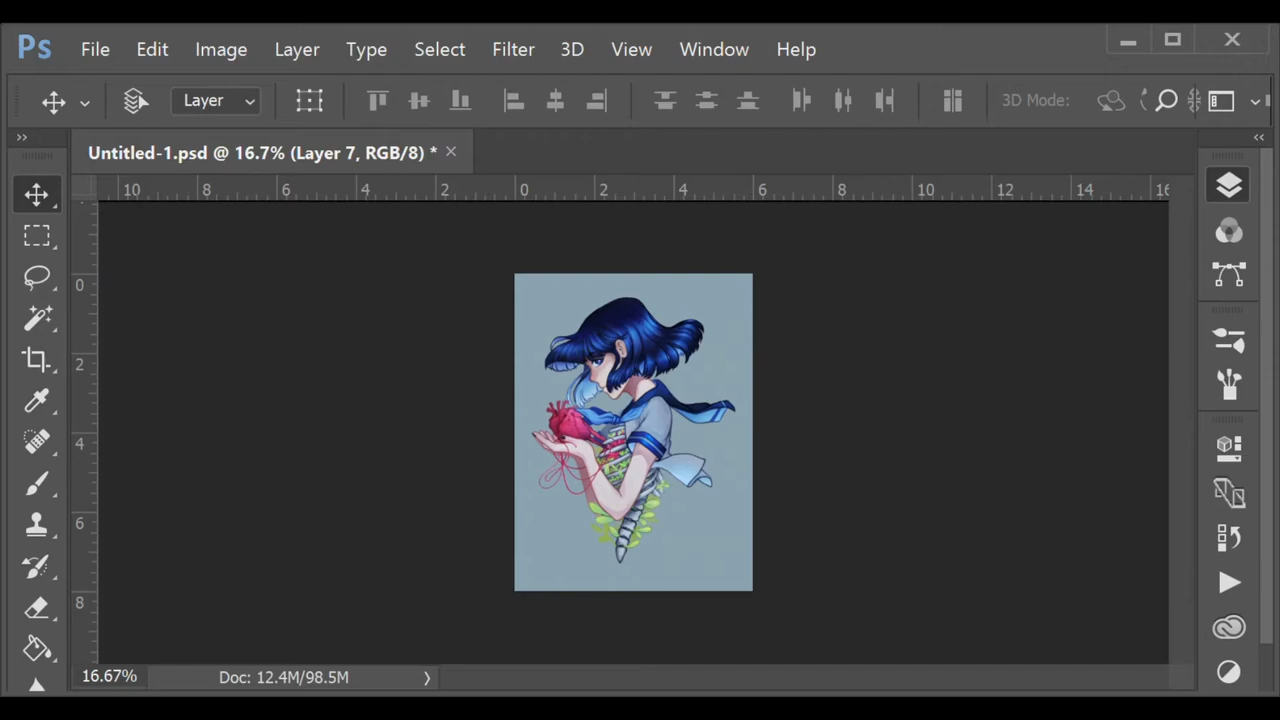 Ps File Edit Image Layer Type Select Filter 3D View Window Help
Layer 3D Mode:
Untitled-1.psd @ 16.7% (Layer 7, RGB/8) *
10 8 6 4 2 0 2 4 6 8 10 12 14 16
0
2
4
6
8
16.67% Doc: 12.4M/98.5M